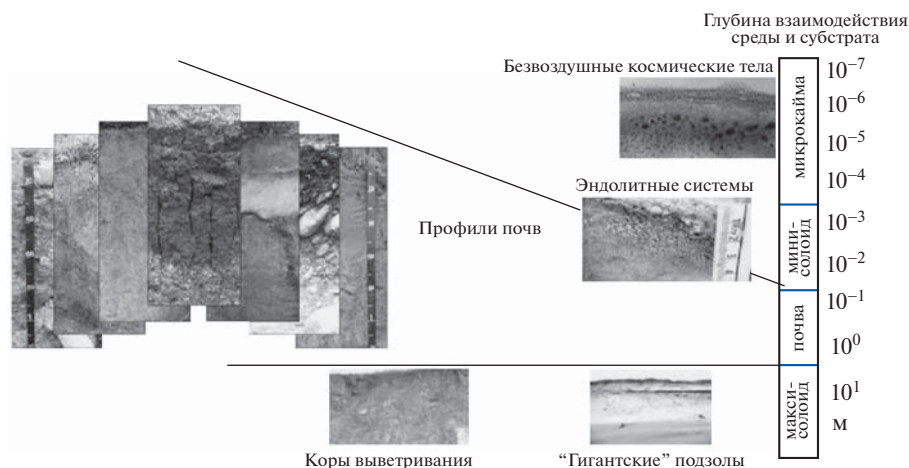 Глубина взаимодействия
среды и субстрата
Безвоздушные космические тела
10⁻⁷
10⁻⁶
10⁻⁵
10⁻⁴
микрокайма
Эндолитные системы
Профили почв
10⁻³
10⁻²
мини-
солоид
10⁻¹
10⁰
почва
10¹
м
макси-
солоид
Коры выветривания
“Гигантские” подзолы